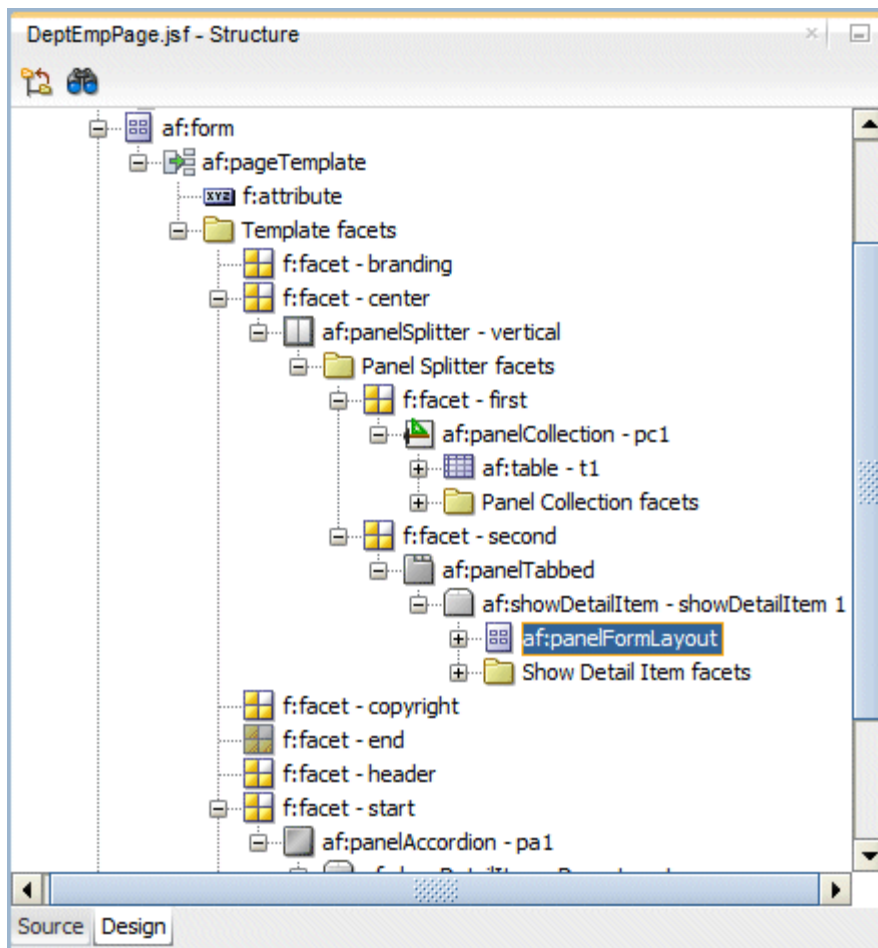 DeptEmpPage.jsf - Structure
af:form
af:pageTemplate
XYZ f:attribute
Template facets
f:facet - branding
f:facet - center
af:panelSplitter - vertical
Panel Splitter facets
f:facet - first
af:panelCollection - pc1
af:table - t1
Panel Collection facets
f:facet - second
af:panelTabbed
af:showDetailItem - showDetailItem 1
af:panelFormLayout
Show Detail Item facets
f:facet - copyright
f:facet - end
f:facet - header
f:facet - start
af:panelAccordion - pa1
Source Design